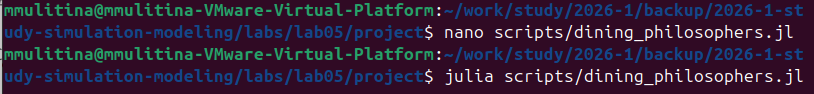 mmulitina@mmulitina-VMware-Virtual-Platform:~/work/study/2026-1/backup/2026-1-st
udy-simulation-modeling/labs/lab05/project$ nano scripts/dining_philosophers.jl
mmulitina@mmulitina-VMware-Virtual-Platform:~/work/study/2026-1/backup/2026-1-st
udy-simulation-modeling/labs/lab05/project$ julia scripts/dining_philosophers.jl